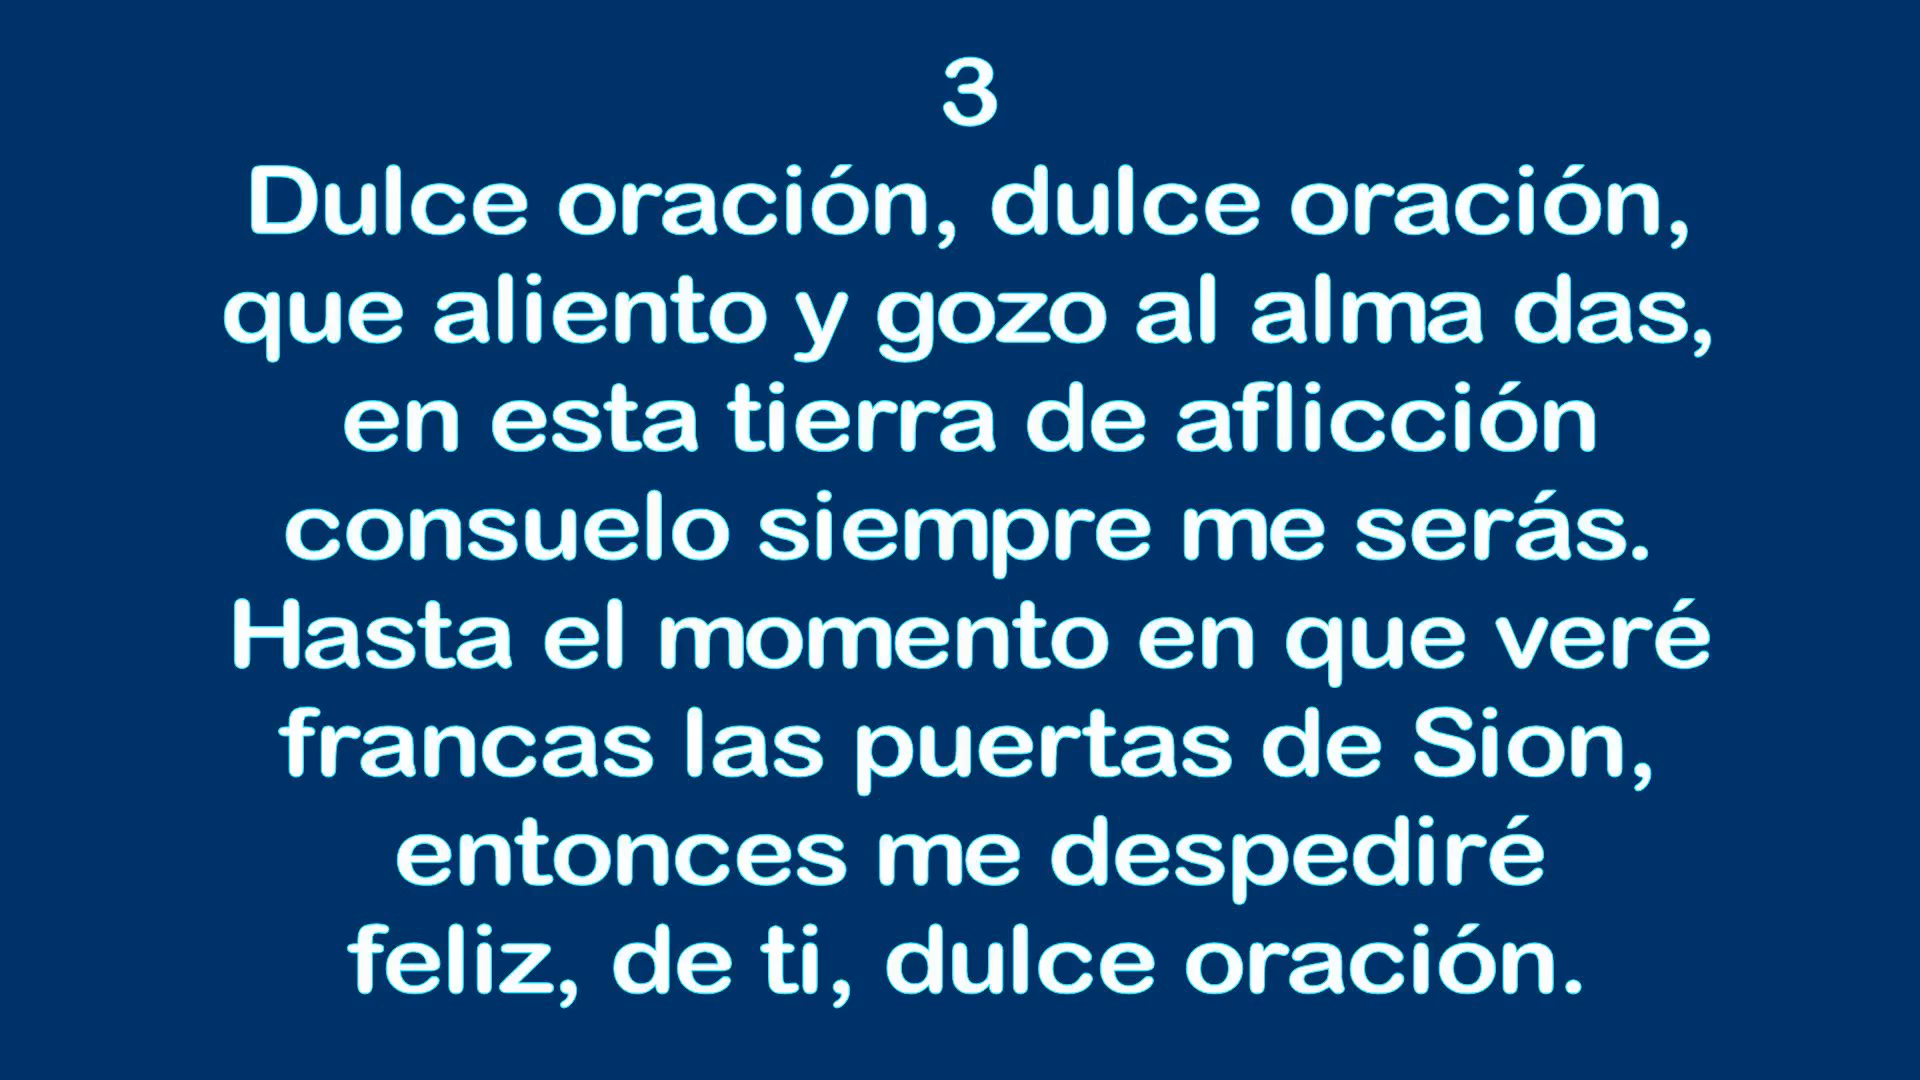 3
Dulce oración, dulce oración,
que aliento y gozo al alma das,
en esta tierra de aflicción
consuelo siempre me serás.
Hasta el momento en que veré
francas las puertas de Sion,
entonces me despediré
feliz, de ti, dulce oración.